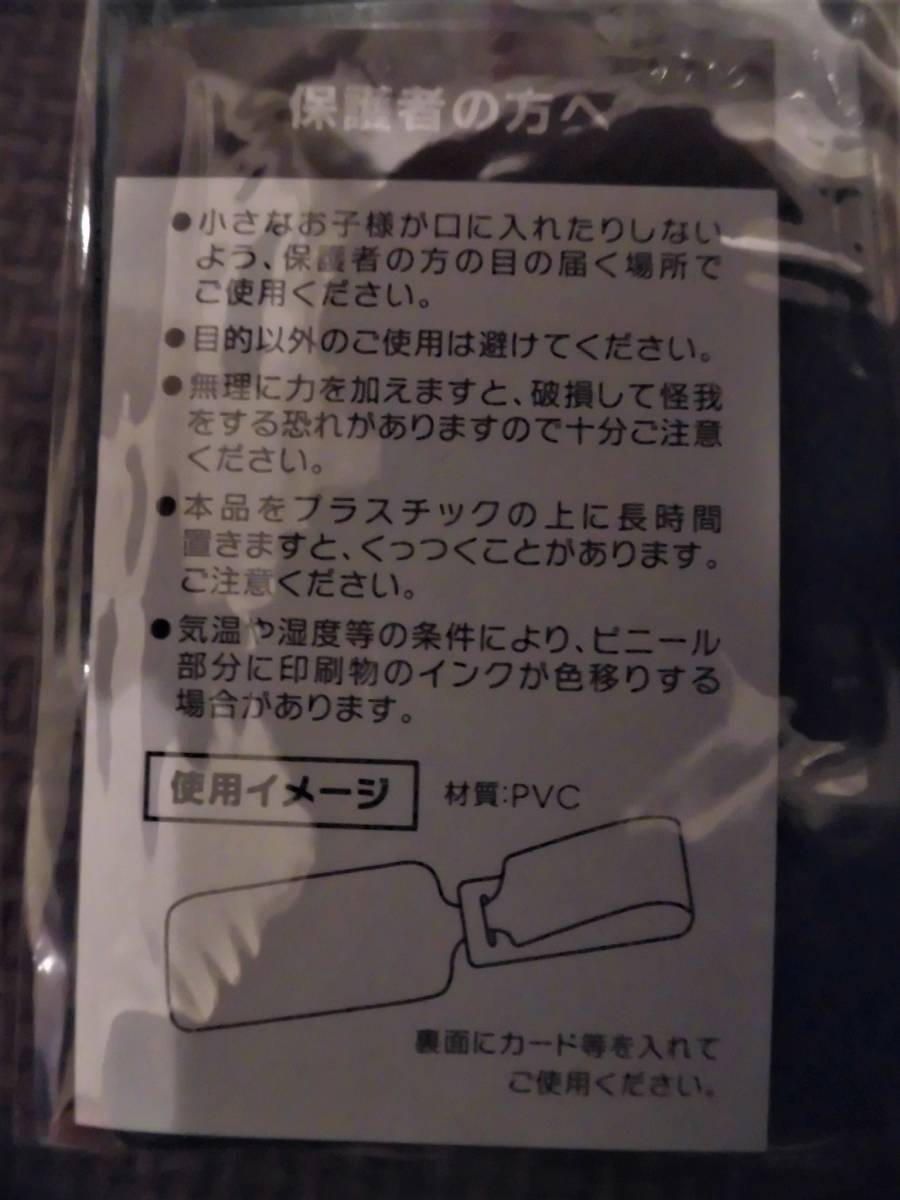 保護者の方へ
●小さなお子様が口に入れたりしない
よう、保護者の方の目の届く場所で
ご使用ください。
●目的以外のご使用は避けてください。
●無理に力を加えますと、破損して怪我
をする恐れがありますので十分ご注意
ください。
●本品をプラスチックの上に長時間
置きますと、くっつくことがあります。
ご注意ください。
●気温や湿度等の条件により、ビニール
部分に印刷物のインクが色移りする
場合があります。
使用イメージ 材質:PVC
裏面にカード等を入れて
ご使用ください。